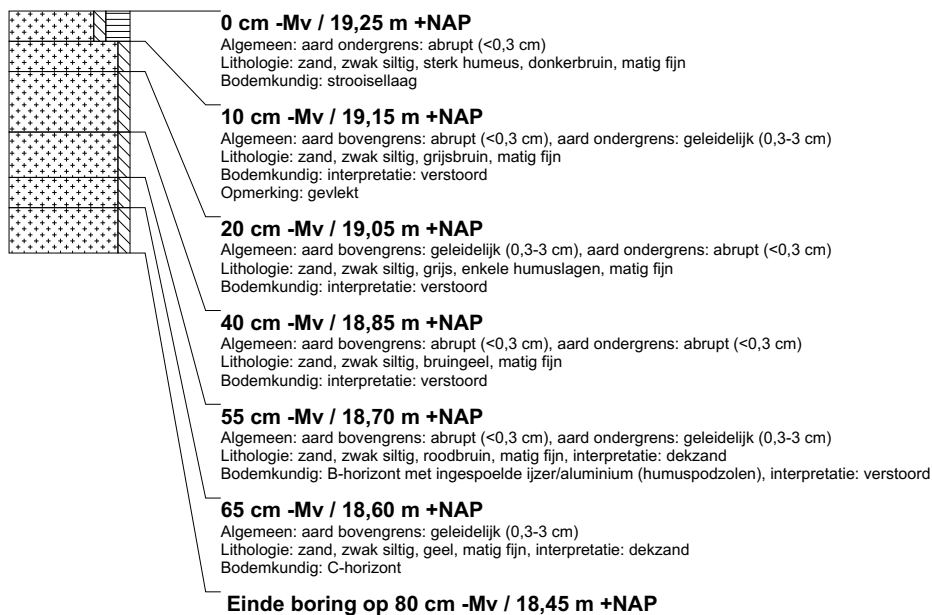 0 cm -Mv / 19,25 m +NAP
Algemeen: aard ondergrens: abrupt (<0,3 cm)
Lithologie: zand, zwak siltig, sterk humeus, donkerbruin, matig fijn
Bodemkundig: strooisellaag
10 cm -Mv / 19,15 m +NAP
Algemeen: aard bovengrens: abrupt (<0,3 cm), aard ondergrens: geleidelijk (0,3-3 cm)
Lithologie: zand, zwak siltig, grijsbruin, matig fijn
Bodemkundig: interpretatie: verstoord
Opmerking: gevlekt
20 cm -Mv / 19,05 m +NAP
Algemeen: aard bovengrens: geleidelijk (0,3-3 cm), aard ondergrens: abrupt (<0,3 cm)
Lithologie: zand, zwak siltig, grijs, enkele humuslagen, matig fijn
Bodemkundig: interpretatie: verstoord
40 cm -Mv / 18,85 m +NAP
Algemeen: aard bovengrens: abrupt (<0,3 cm), aard ondergrens: abrupt (<0,3 cm)
Lithologie: zand, zwak siltig, bruingeel, matig fijn
Bodemkundig: interpretatie: verstoord
55 cm -Mv / 18,70 m +NAP
Algemeen: aard bovengrens: abrupt (<0,3 cm), aard ondergrens: geleidelijk (0,3-3 cm)
Lithologie: zand, zwak siltig, roodbruin, matig fijn, interpretatie: dekzand
Bodemkundig: B-horizont met ingespoelde ijzer/aluminium (humuspodzolen), interpretatie: verstoord
65 cm -Mv / 18,60 m +NAP
Algemeen: aard bovengrens: geleidelijk (0,3-3 cm)
Lithologie: zand, zwak siltig, geel, matig fijn, interpretatie: dekzand
Bodemkundig: C-horizont
Einde boring op 80 cm -Mv / 18,45 m +NAP